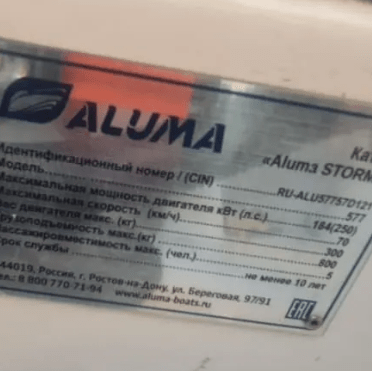 ALUMA
Кат
«Aluma STORM
Идентификационный номер / (CIN) RU-ALU57757D121
Модель 577
Максимальная мощность двигателя кВт (л.с.) 184(250)
Максимальная скорость (км/ч) 70
Вес двигателя макс. (кг) 300
Грузоподъемность макс.(кг) 800
Пассажировместимость макс. (чел.) 5
Срок службы не менее 10 лет
344019, Россия, г. Ростов-на-Дону, ул. Береговая, 97/91
тел.: 8 800 770-71-94 www.aluma-boats.ru
EAC